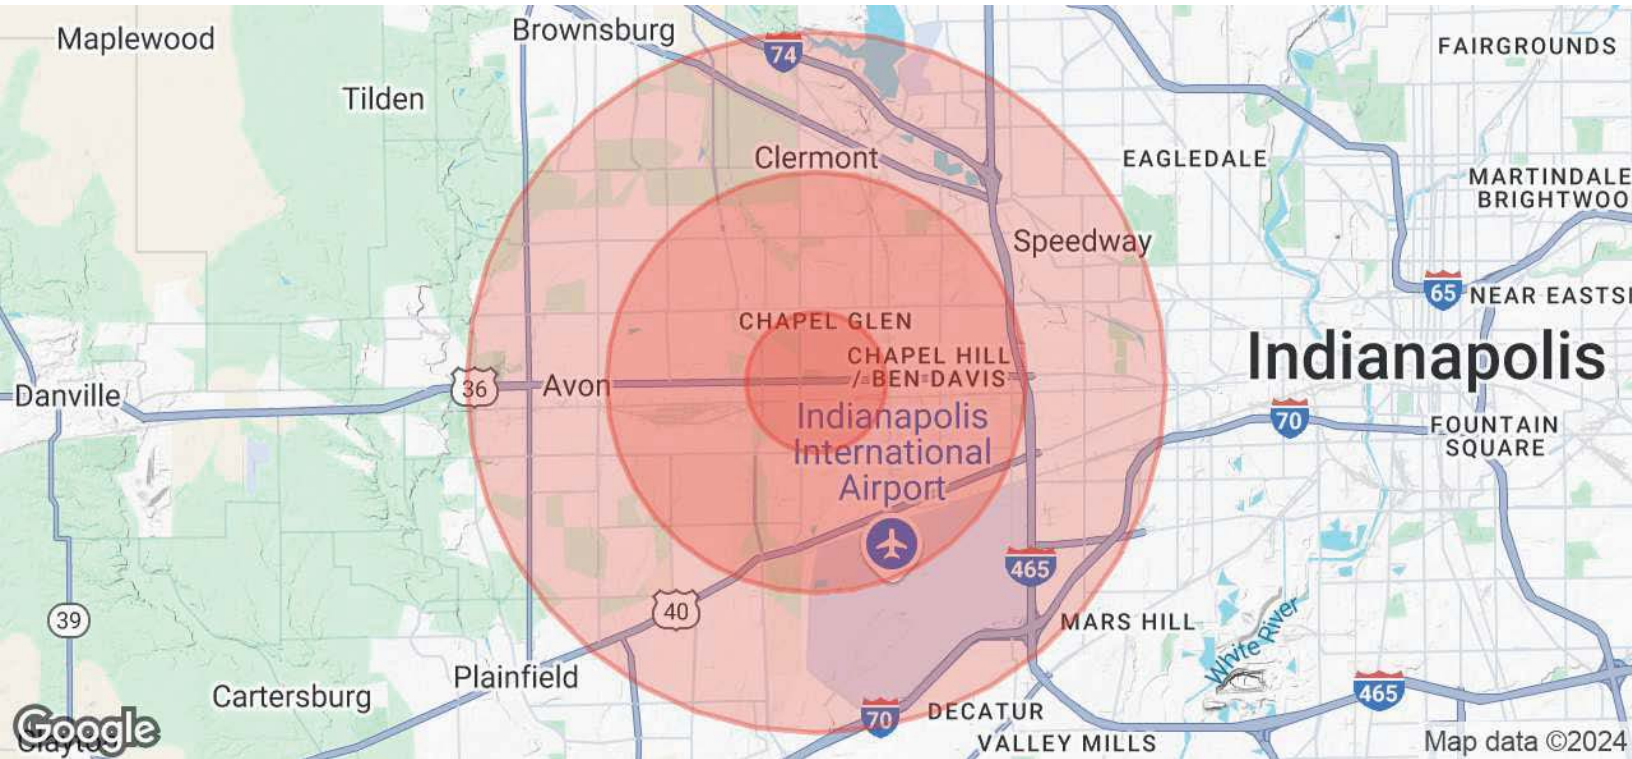 Maplewood
Brownsburg
74
FAIRGROUNDS
Tilden
Clermont
EAGLEDALE
MARTINDALE
BRIGHTWOO
Speedway
65
NEAR EASTSI
CHAPEL GLEN
CHAPEL HILL
/ BEN DAVIS
Indianapolis
Danville
36
Avon
Indianapolis
International
Airport
70
FOUNTAIN
SQUARE
465
39
40
MARS HILL
White River
Plainfield
Cartersburg
465
70
DECATUR
VALLEY MILLS
Google
Clayto
Map data ©2024